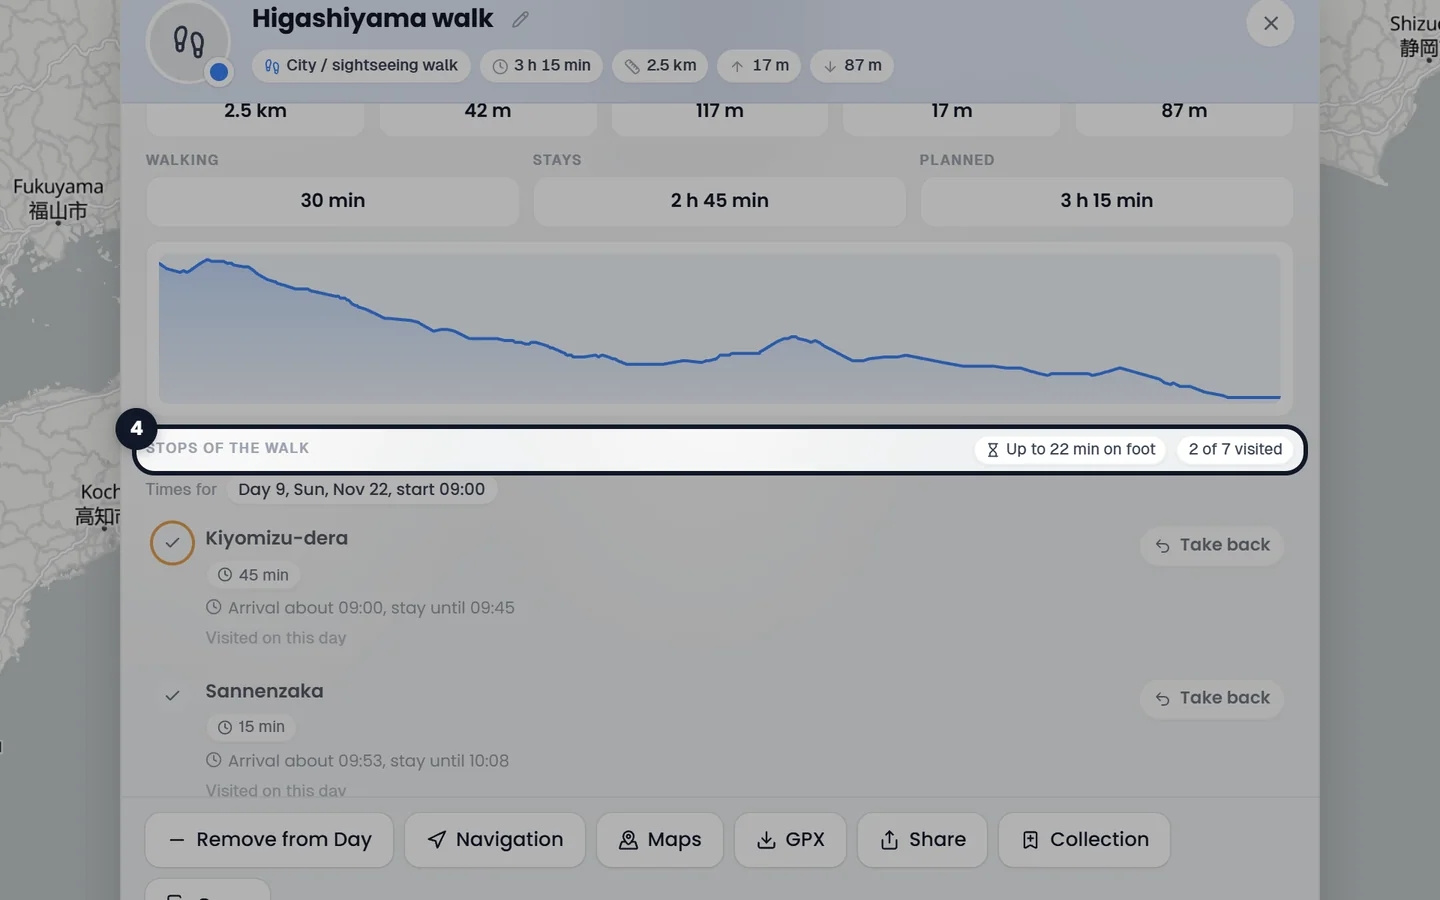 Higashiyama walk
City / sightseeing walk
3 h 15 min
2.5 km
17 m
87 m
Shizu
静岡
2.5 km
42 m
117 m
17 m
87 m
WALKING
STAYS
PLANNED
30 min
2 h 45 min
3 h 15 min
Fukuyama
福山市
4
STOPS OF THE WALK
Up to 22 min on foot
2 of 7 visited
Koch
高知
Times for
Day 9, Sun, Nov 22, start 09:00
Kiyomizu-dera
Take back
45 min
Arrival about 09:00, stay until 09:45
Visited on this day
Sannenzaka
Take back
15 min
Arrival about 09:53, stay until 10:08
Visited on this day
Remove from Day
Navigation
Maps
GPX
Share
Collection